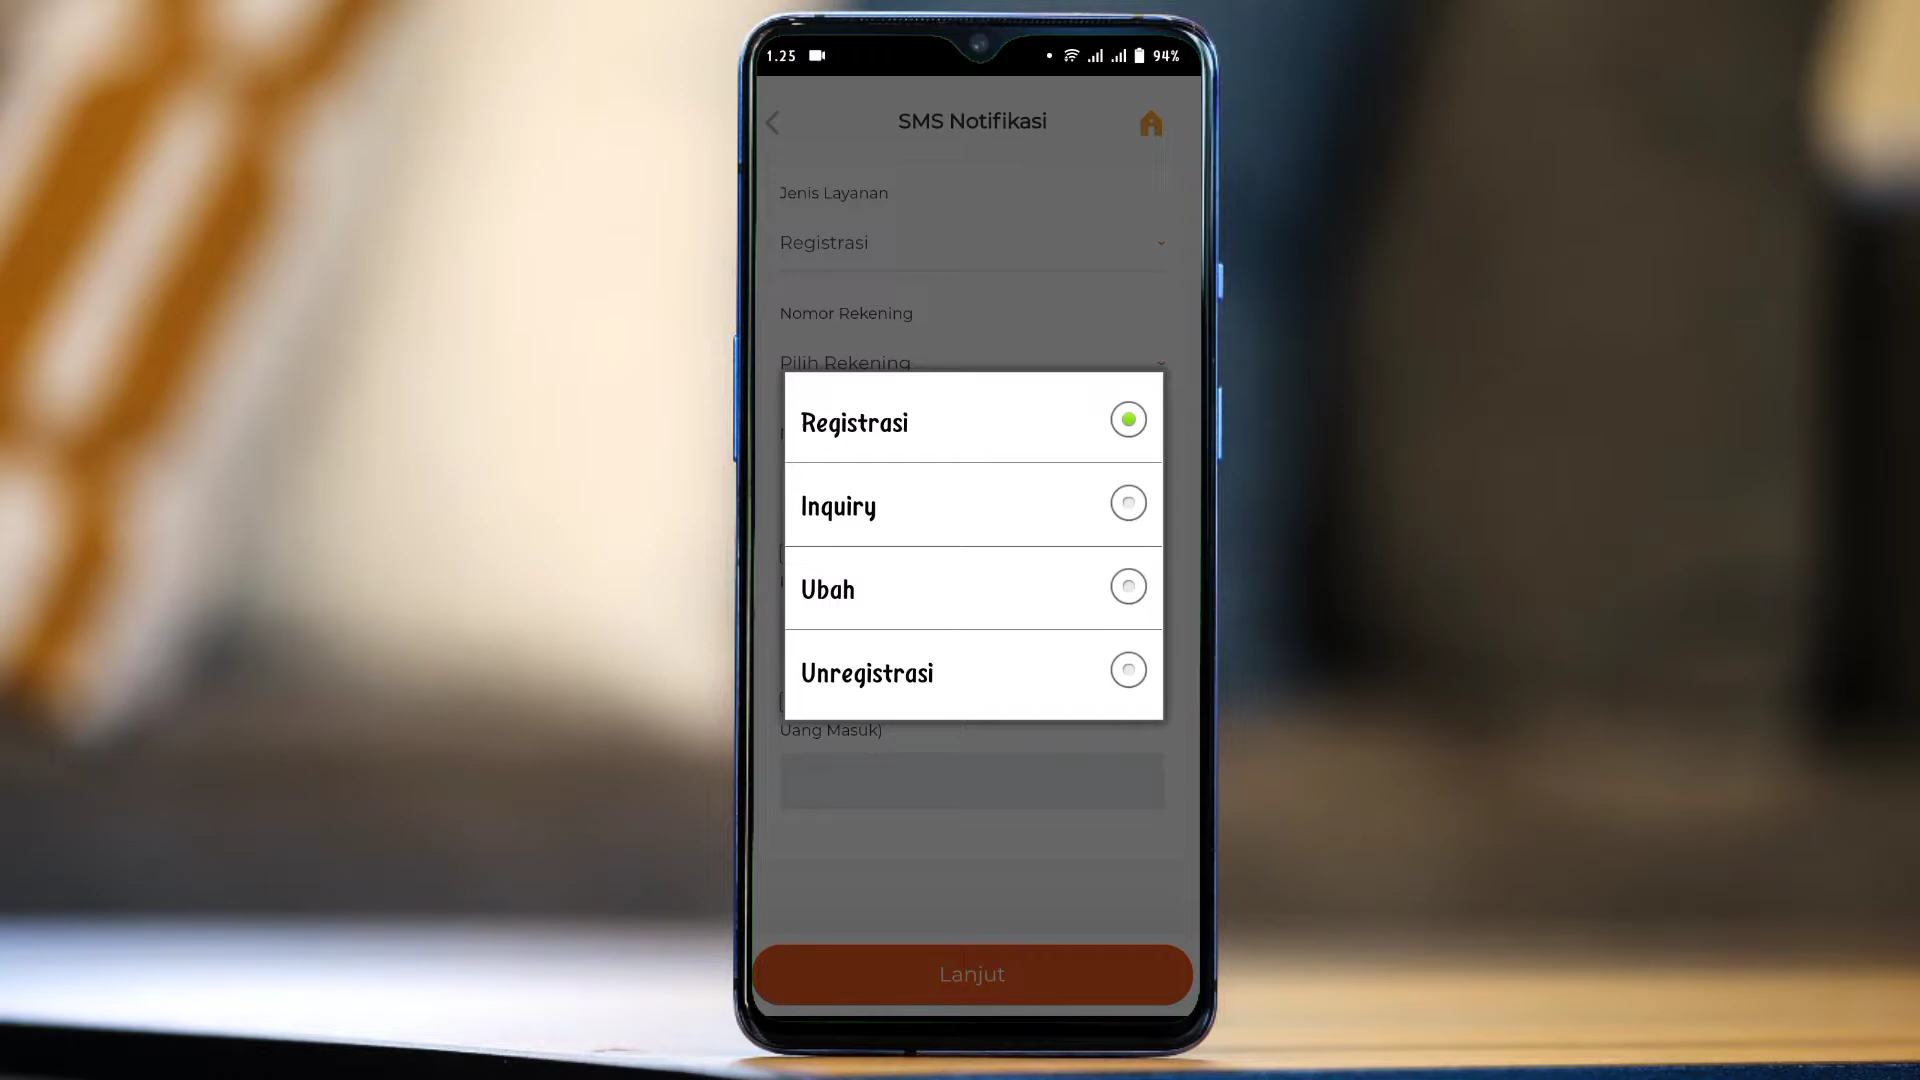 1.25
94%
SMS Notifikasi
Jenis Layanan
Registrasi
Nomor Rekening
Pilih Rekening
Registrasi
Inquiry
Ubah
Unregistrasi
Uang Masuk)
Lanjut